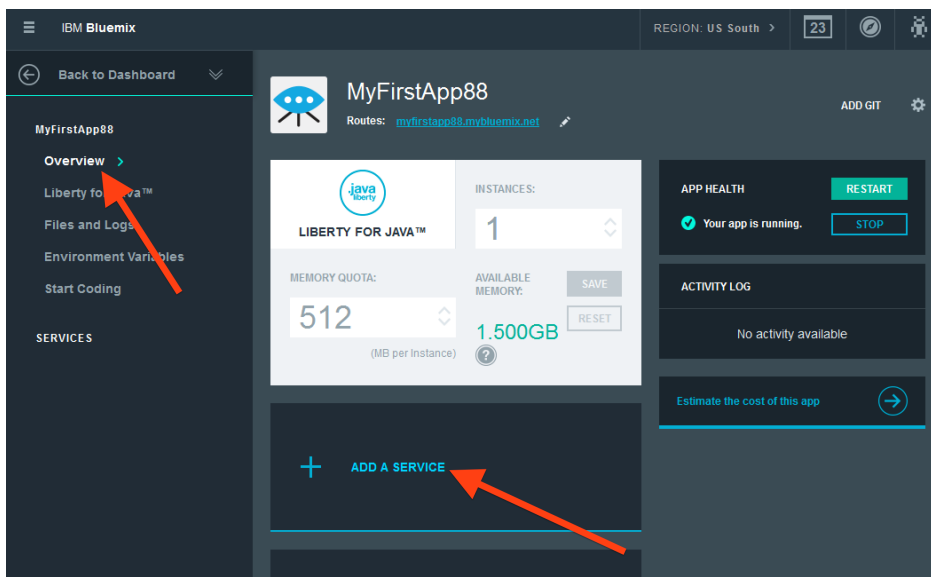 IBM Bluemix
REGION: US South >
23
Back to Dashboard
MyFirstApp88
Routes: myfirstapp88.mybluemix.net
ADD GIT
MyFirstApp88
Overview >
Liberty for Java™
Files and Logs
Environment Variables
Start Coding
SERVICES
java
liberty
LIBERTY FOR JAVA™
INSTANCES:
1
MEMORY QUOTA:
512
(MB per Instance)
AVAILABLE
MEMORY:
1.500GB
?
SAVE
RESET
APP HEALTH
RESTART
Your app is running.
STOP
ACTIVITY LOG
No activity available
Estimate the cost of this app
+ ADD A SERVICE